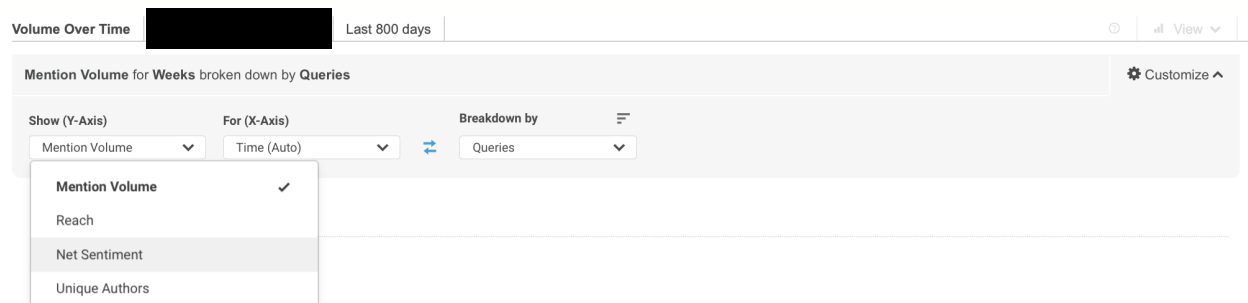 Volume Over Time Last 800 days View
Mention Volume for Weeks broken down by Queries Customize
Show (Y-Axis) For (X-Axis) Breakdown by
Mention Volume Time (Auto) Queries
Mention Volume
Reach
Net Sentiment
Unique Authors